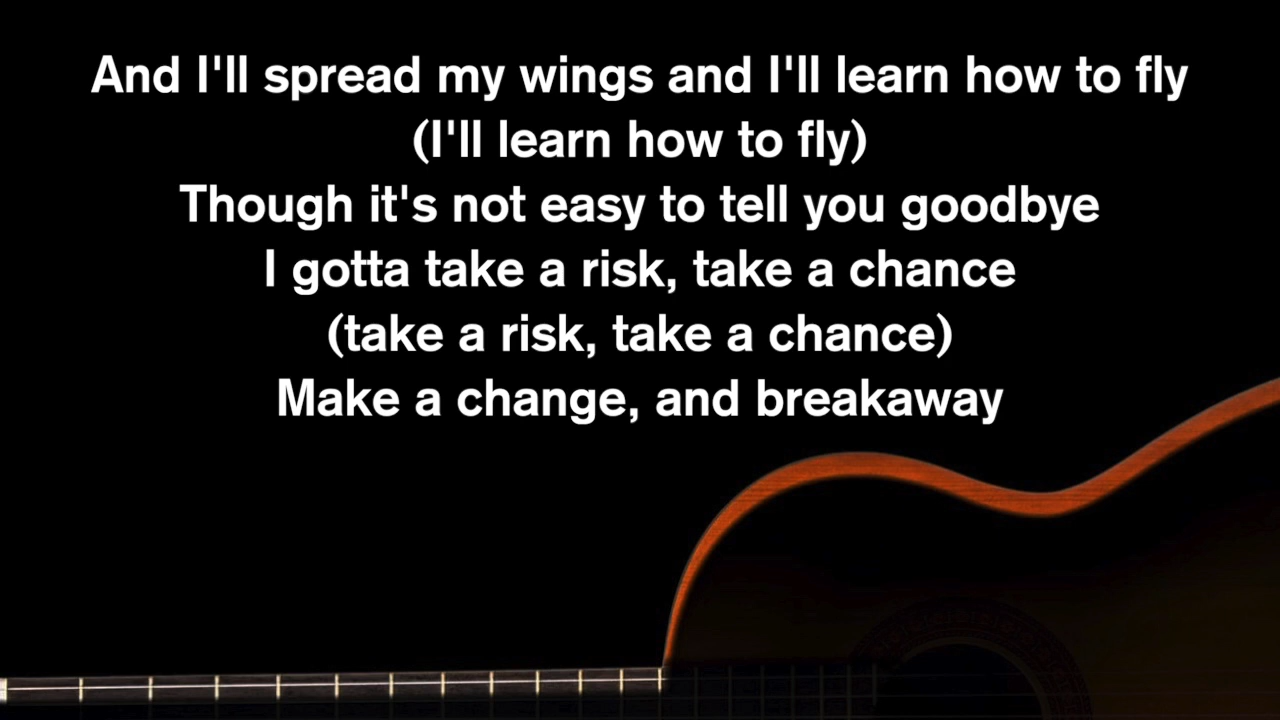 And I'll spread my wings and I'll learn how to fly
(I'll learn how to fly)
Though it's not easy to tell you goodbye
I gotta take a risk, take a chance
(take a risk, take a chance)
Make a change, and breakaway